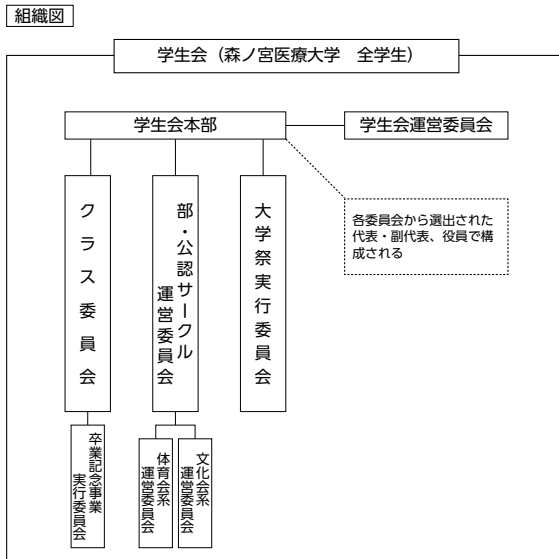 組織図
学生会（森ノ宮医療大学　全学生）
学生会本部
学生会運営委員会
各委員会から選出された
代表・副代表、役員で構
成される
クラス委員会
部・公認サークル
運営委員会
大学祭実行委員会
卒業記念事業
実行委員会
体育会系
運営委員会
文化会系
運営委員会